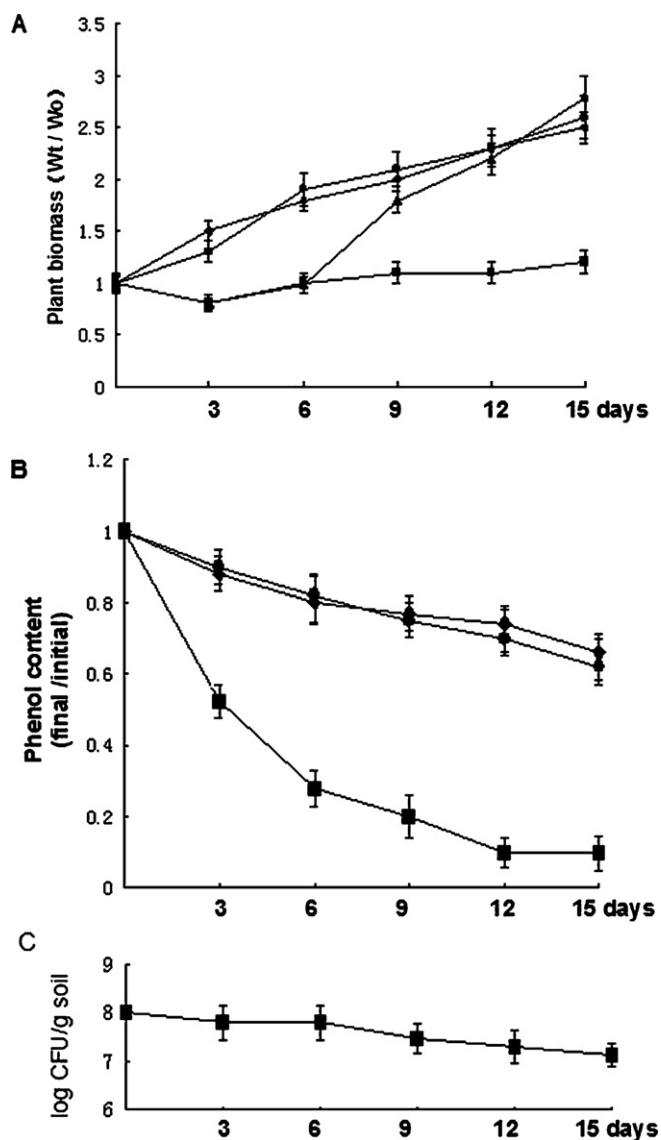 A
Plant biomass (Wt / Wo)
3.5
3
2.5
2
1.5
1
0.5
0
3 6 9 12 15 days
B
Phenol content
(final /initial)
1.2
1
0.8
0.6
0.4
0.2
0
3 6 9 12 15 days
C
log CFU/g soil
9
8
7
6
3 6 9 12 15 days